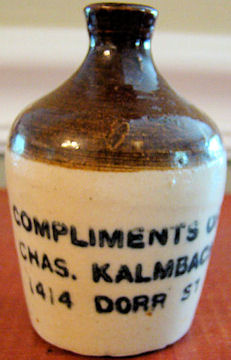 COMPLIMENTS O
CHAS. KALMBAC
1414 DORR ST